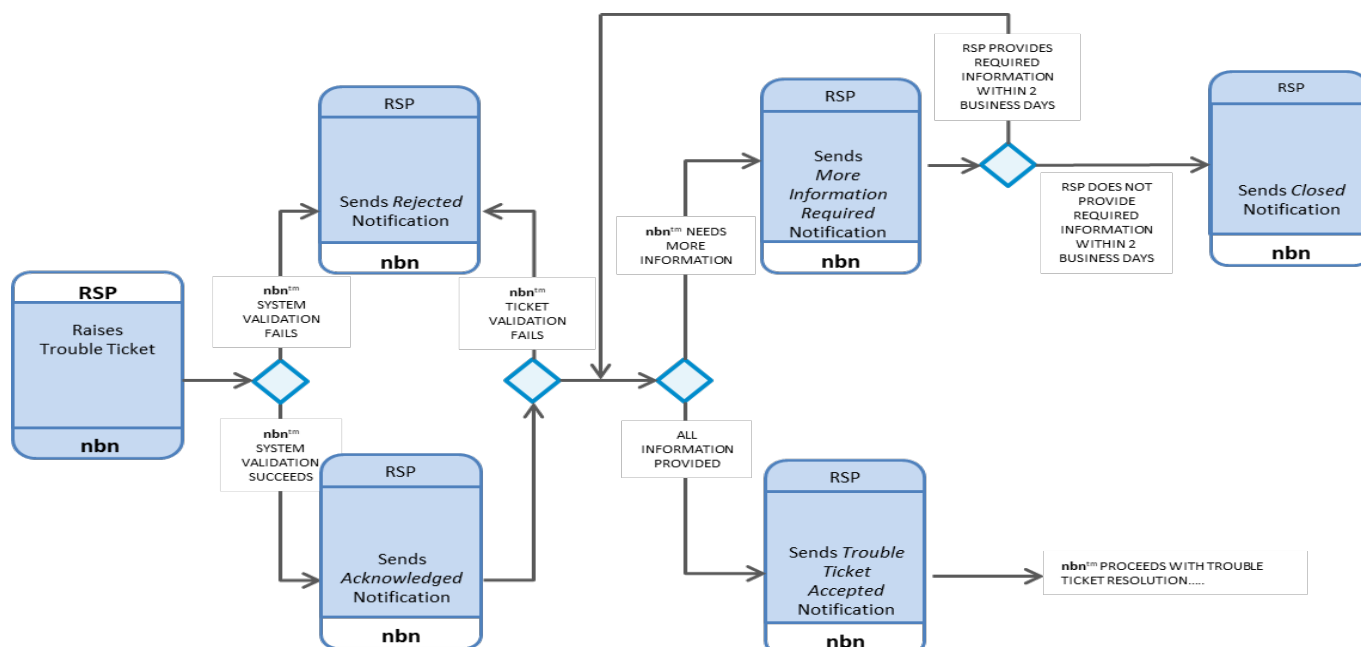 RSP
Raises
Trouble Ticket
nbn
nbn™
SYSTEM
VALIDATION
FAILS
nbn™
SYSTEM
VALIDATION
SUCCEEDS
RSP
Sends Rejected
Notification
nbn
RSP
Sends
Acknowledged
Notification
nbn
nbn™
TICKET
VALIDATION
FAILS
nbn™ NEEDS
MORE
INFORMATION
ALL
INFORMATION
PROVIDED
RSP
Sends
More
Information
Required
Notification
nbn
RSP
Sends Trouble
Ticket
Accepted
Notification
nbn
RSP PROVIDES
REQUIRED
INFORMATION
WITHIN 2
BUSINESS DAYS
RSP DOES NOT
PROVIDE
REQUIRED
INFORMATION
WITHIN 2
BUSINESS DAYS
RSP
Sends Closed
Notification
nbn
nbn™ PROCEEDS WITH TROUBLE
TICKET RESOLUTION.....